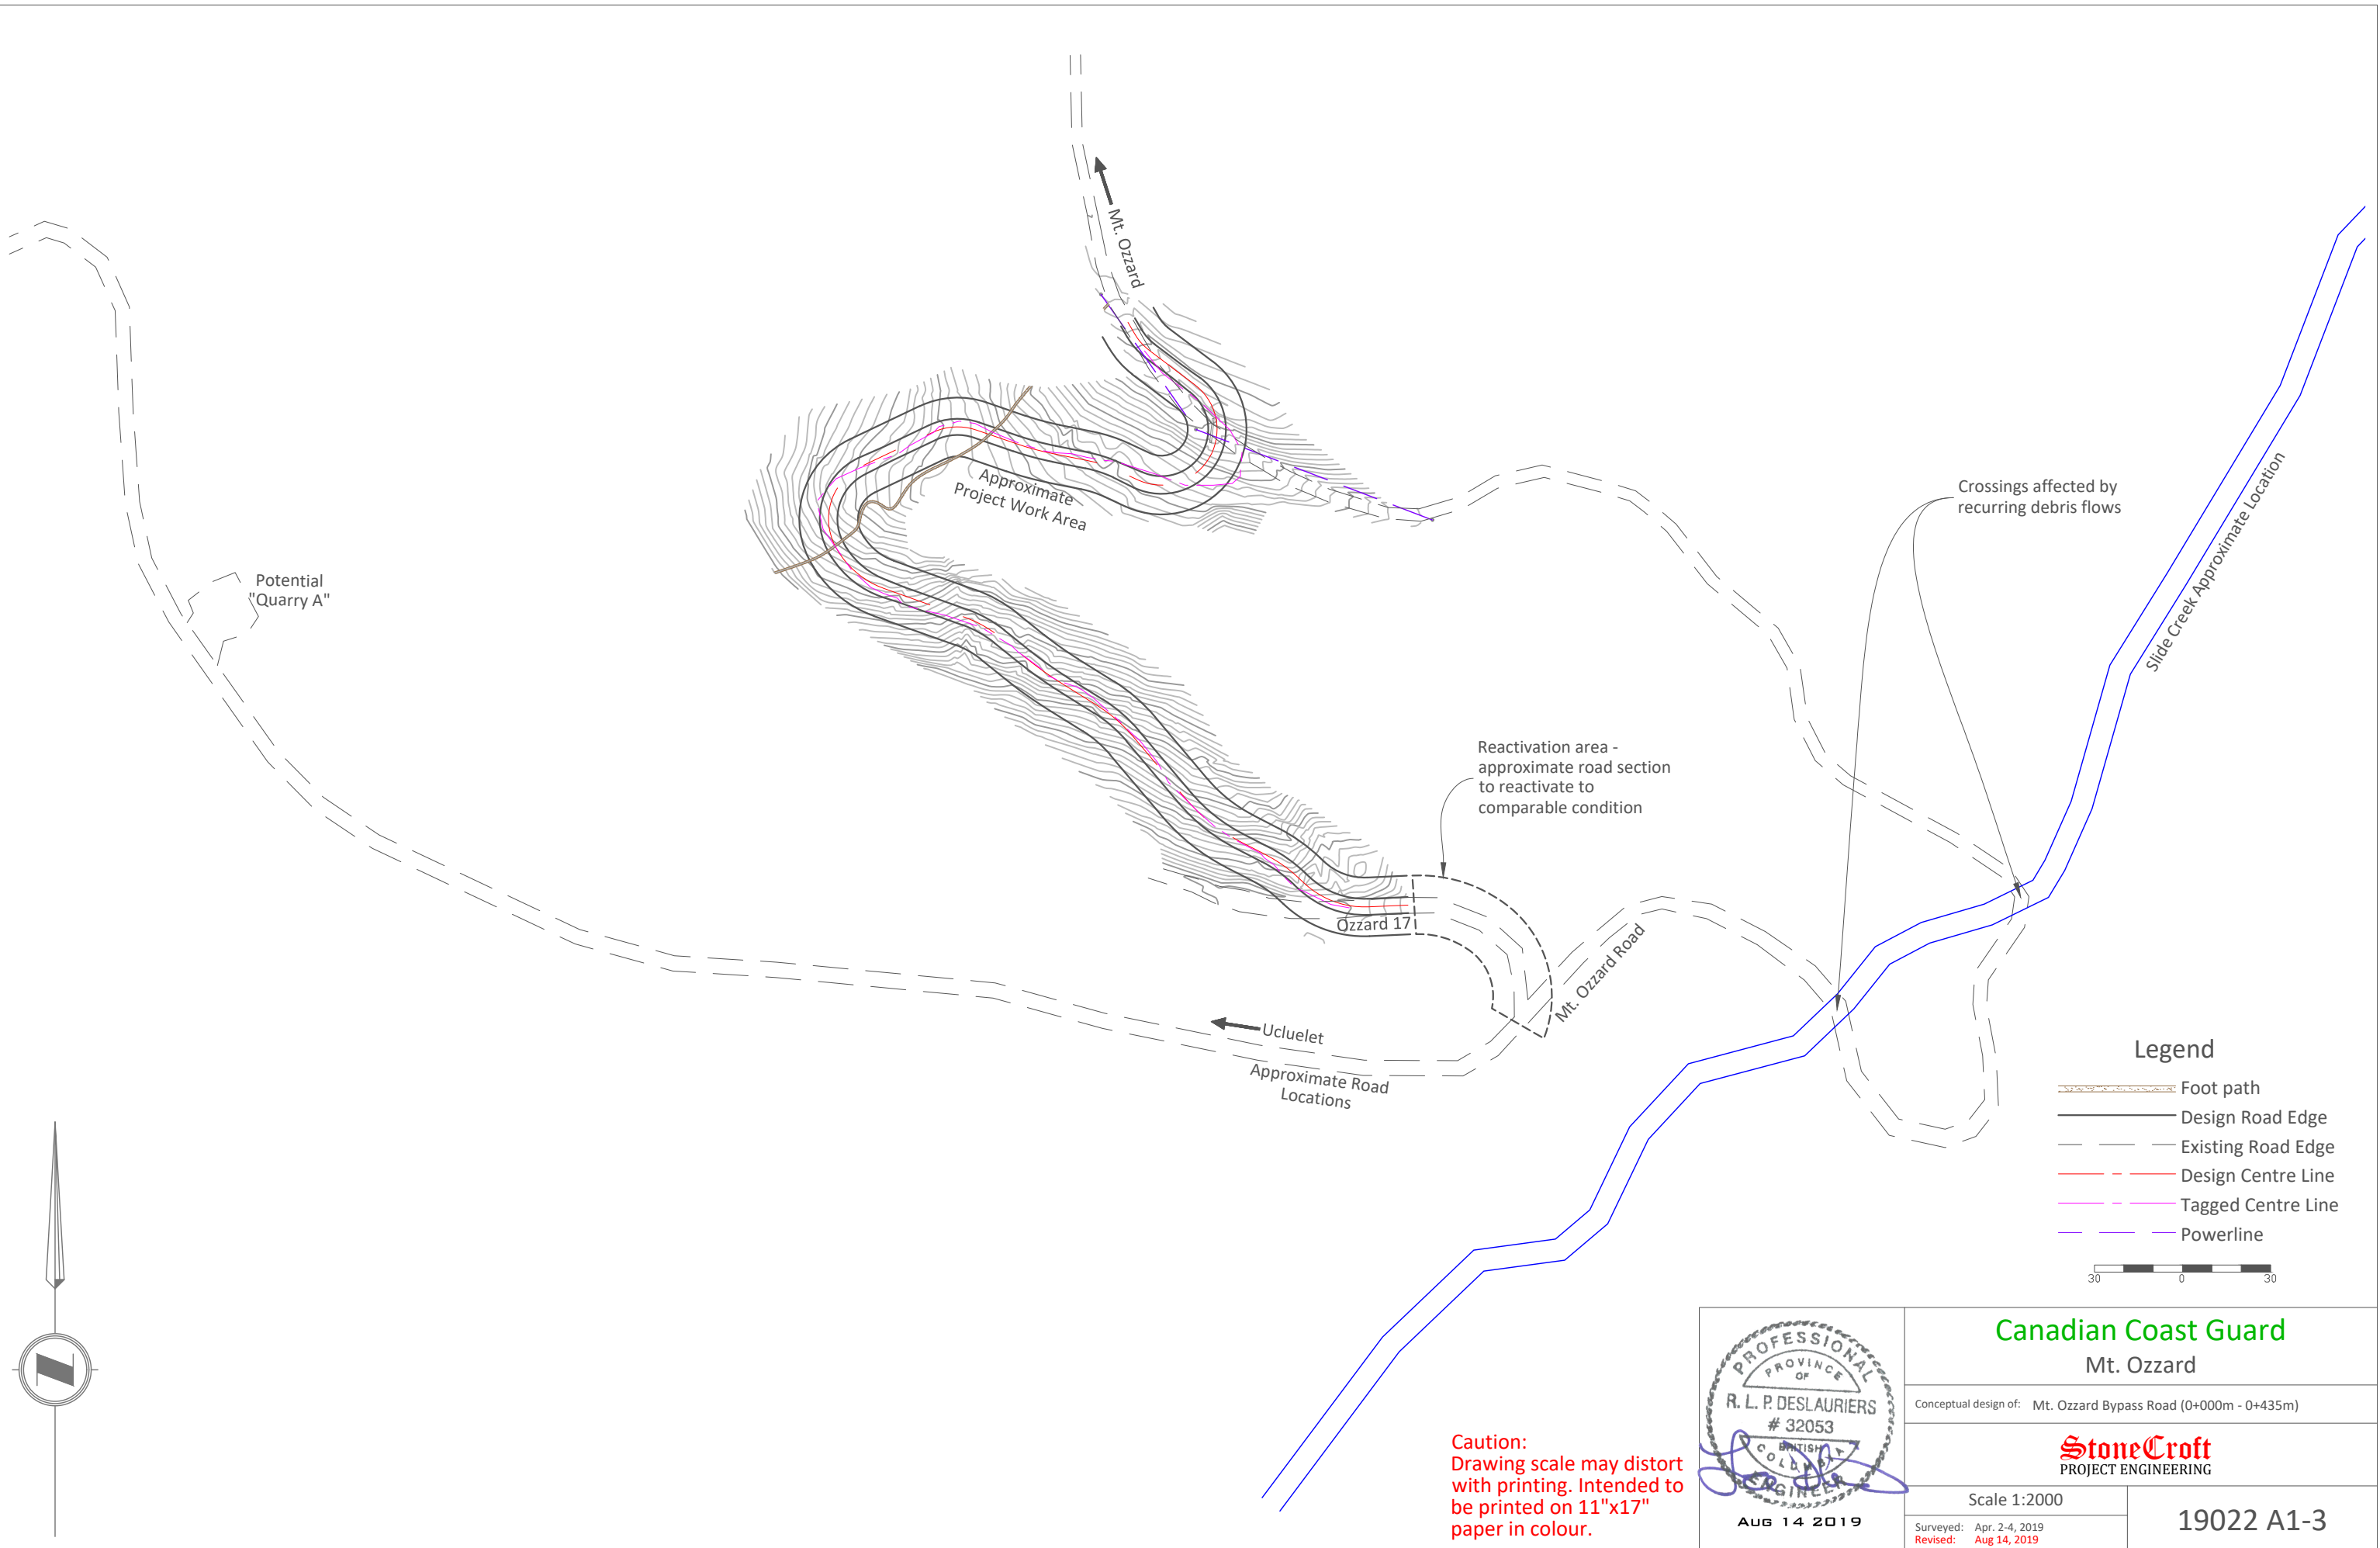 Mt. Ozzard
Potential
"Quarry A"
Approximate
Project Work Area
Crossings affected by
recurring debris flows
Slide Creek Approximate Location
Reactivation area -
approximate road section
to reactivate to
comparable condition
Ozzard 17
Mt. Ozzard Road
Ucluelet
Approximate Road
Locations
Legend
Foot path
Design Road Edge
Existing Road Edge
Design Centre Line
Tagged Centre Line
Powerline
30 0 30
Caution:
Drawing scale may distort
with printing. Intended to
be printed on 11"x17"
paper in colour.
PROFESSIONAL
PROVINCE
OF
R. L. P. DESLAURIERS
# 32053
BRITISH
COLUMBIA
ENGINEER
AUG 14 2019
Canadian Coast Guard
Mt. Ozzard
Conceptual design of: Mt. Ozzard Bypass Road (0+000m - 0+435m)
StoneCroft
PROJECT ENGINEERING
Scale 1:2000
Surveyed: Apr. 2-4, 2019
Revised: Aug 14, 2019
19022 A1-3